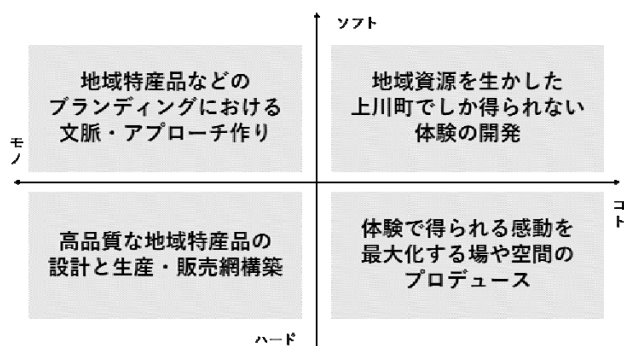 ソフト
地域特産品などの
ブランディングにおける
文脈・アプローチ作り
地域資源を生かした
上川町でしか得られない
体験の開発
モノ
コト
高品質な地域特産品の
設計と生産・販売網構築
体験で得られる感動を
最大化する場や空間の
プロデュース
ハード